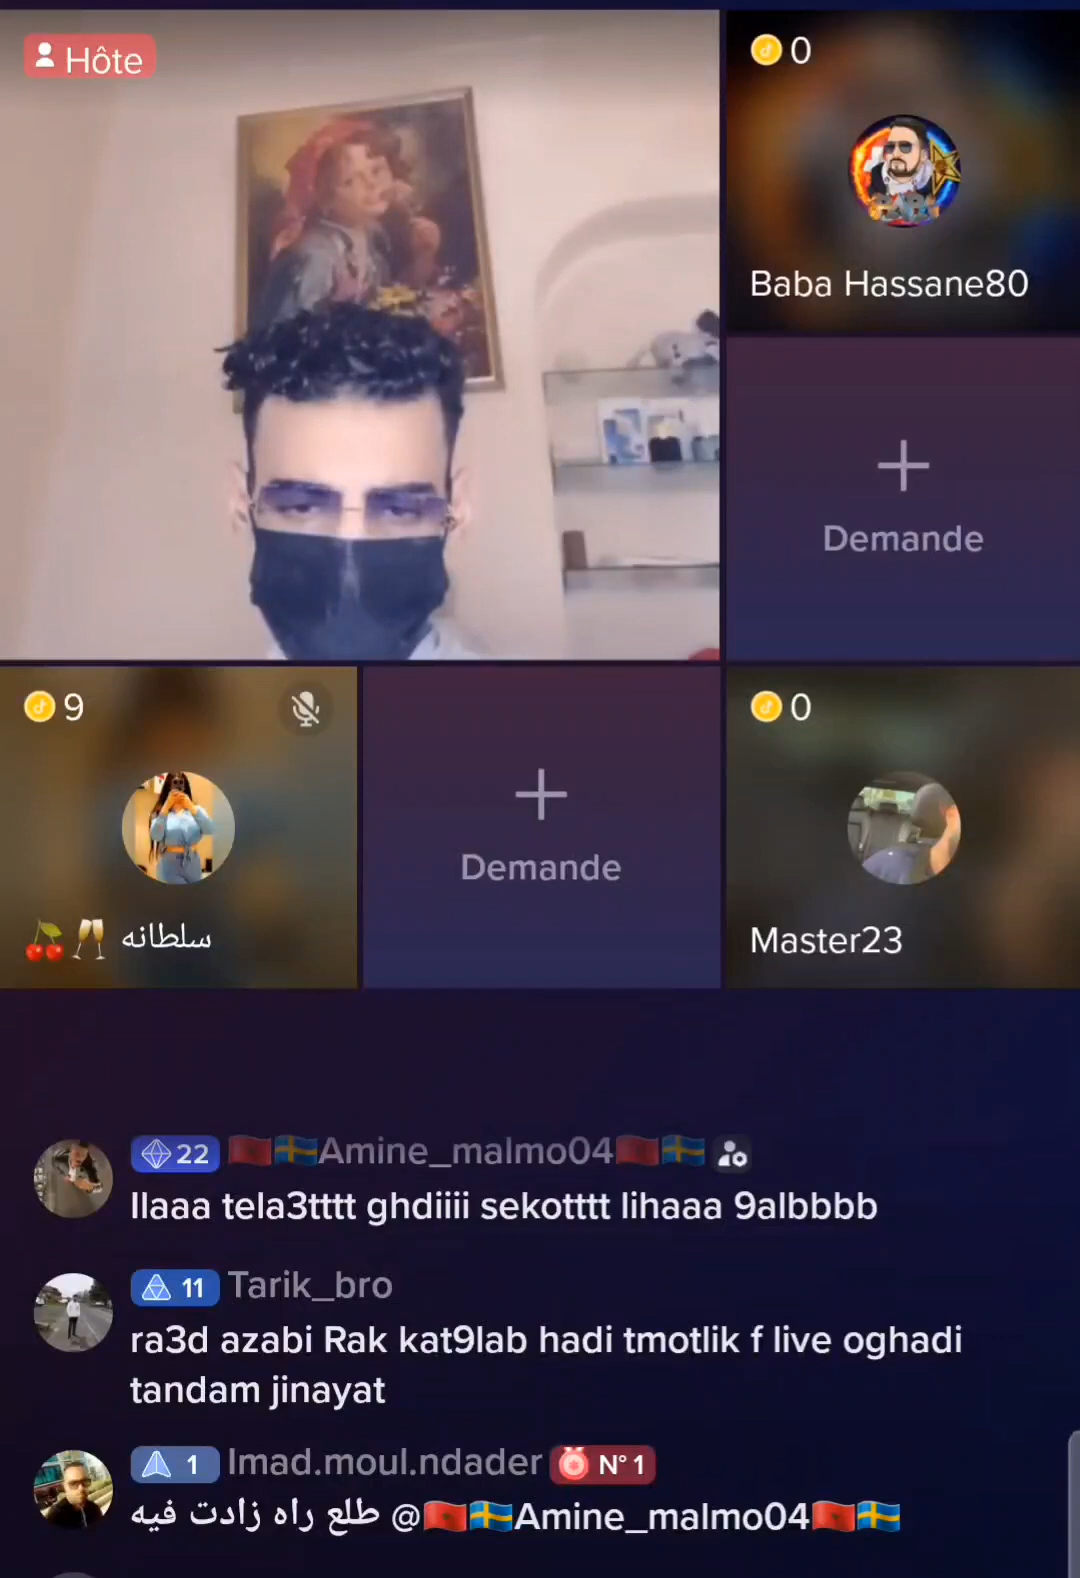 Hôte
0
Baba Hassane80
Demande
9
سلطانه 🥂🍒
Demande
0
Master23
22 🇲🇦🇸🇪Amine_malmo04🇲🇦🇸🇪
llaaa tela3tttt ghdiiii sekotttt lihaaa 9albbbb
11 Tarik_bro
ra3d azabi Rak kat9lab hadi tmotlik f live oghadi
tandam jinayat
1 Imad.moul.ndader N° 1
@🇲🇦🇸🇪Amine_malmo04🇲🇦🇸🇪 طلع راه زادت فيه